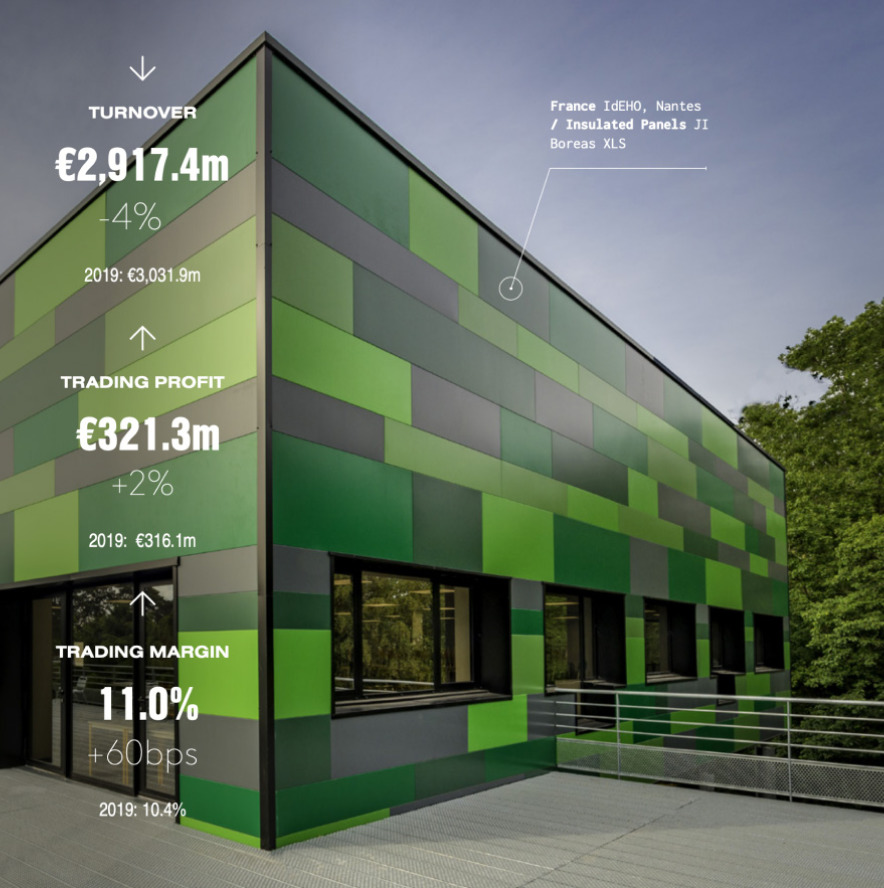 TURNOVER
€2,917.4m
-4%
2019: €3,031.9m
TRADING PROFIT
€321.3m
+2%
2019: €316.1m
TRADING MARGIN
11.0%
+60bps
2019: 10.4%
France IdEHO, Nantes
/ Insulated Panels JI
Boreas XLS